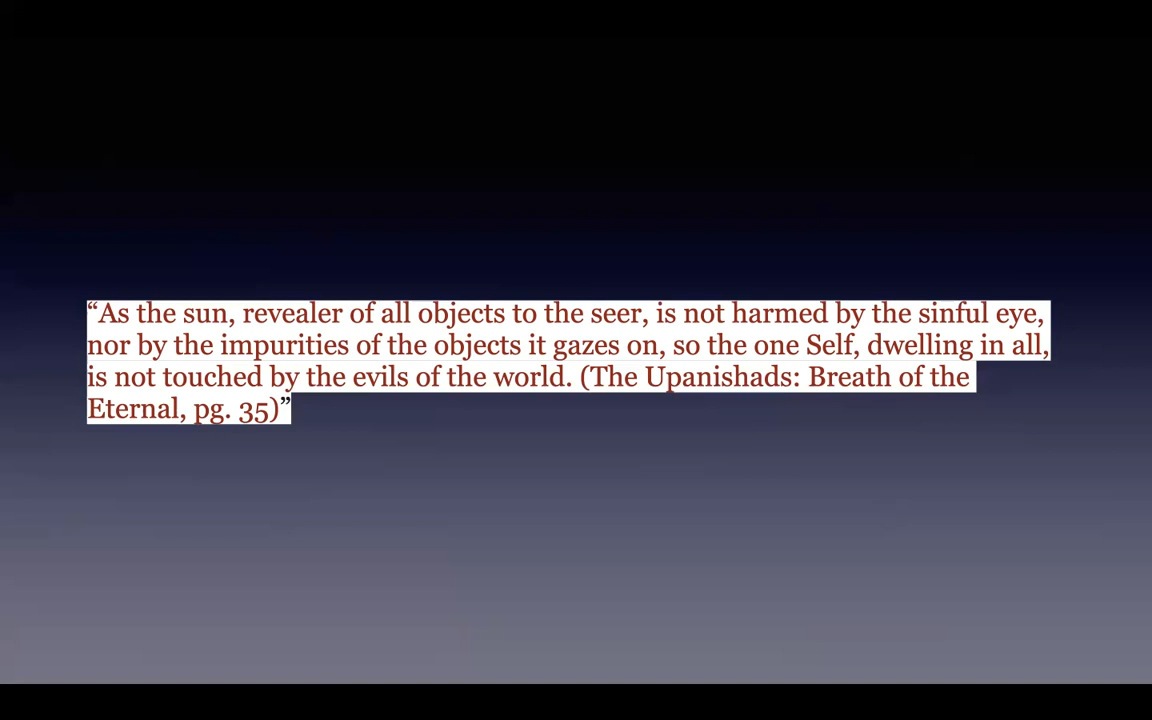 “As the sun, revealer of all objects to the seer, is not harmed by the sinful eye,
nor by the impurities of the objects it gazes on, so the one Self, dwelling in all,
is not touched by the evils of the world. (The Upanishads: Breath of the
Eternal, pg. 35)”